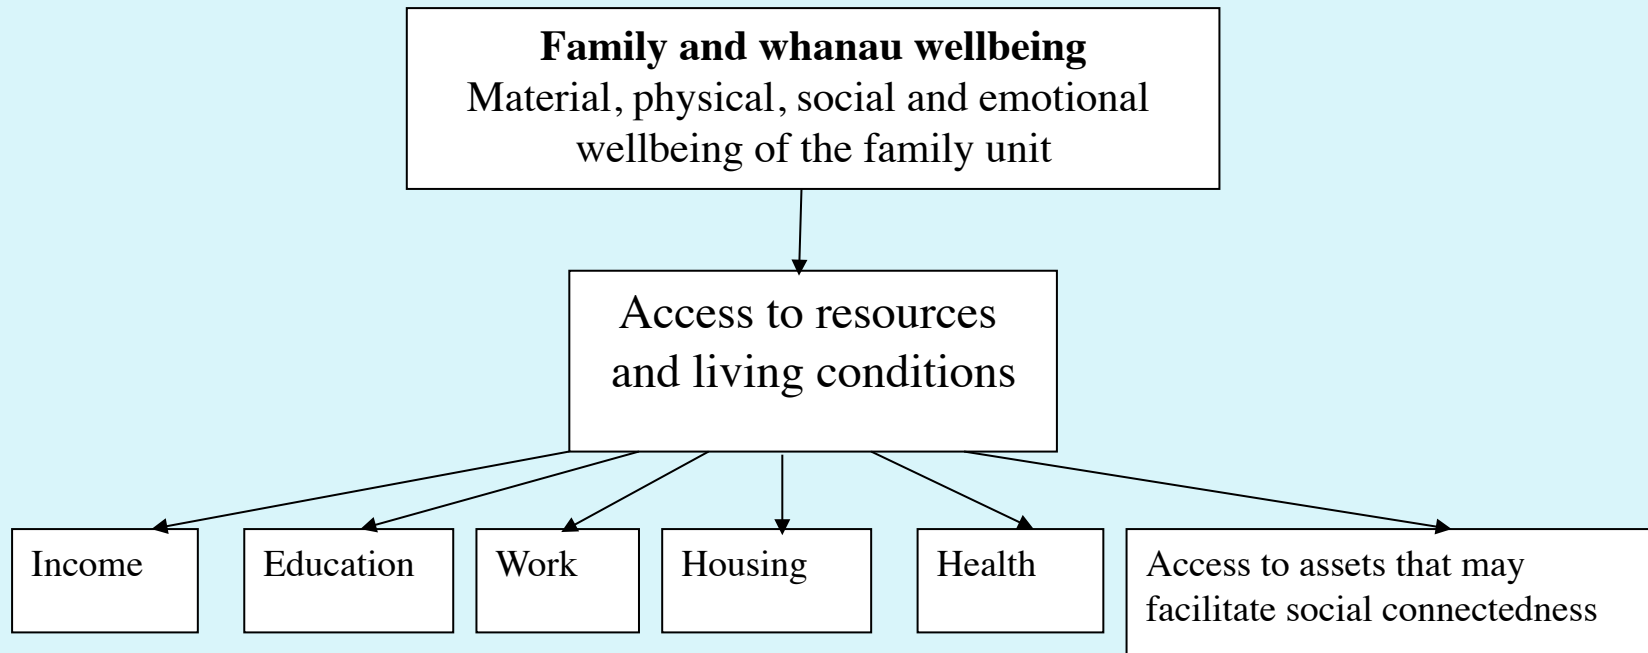 Family and whanau wellbeing
Material, physical, social and emotional
wellbeing of the family unit
Access to resources
and living conditions
Income
Education
Work
Housing
Health
Access to assets that may
facilitate social connectedness